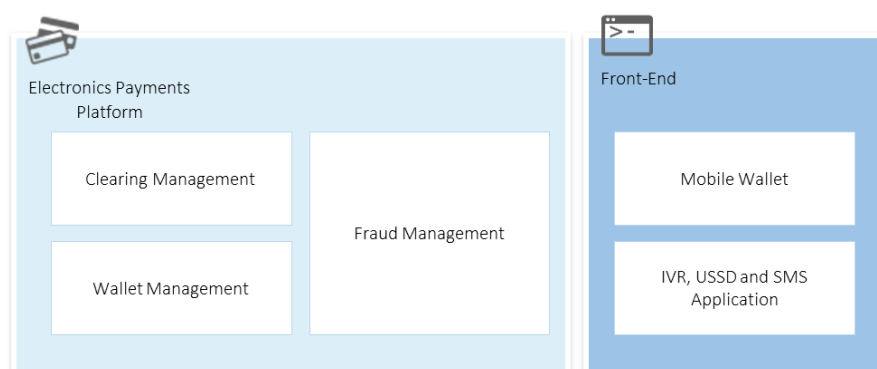 Electronics Payments
Platform
Clearing Management
Wallet Management
Fraud Management
Front-End
Mobile Wallet
IVR, USSD and SMS
Application